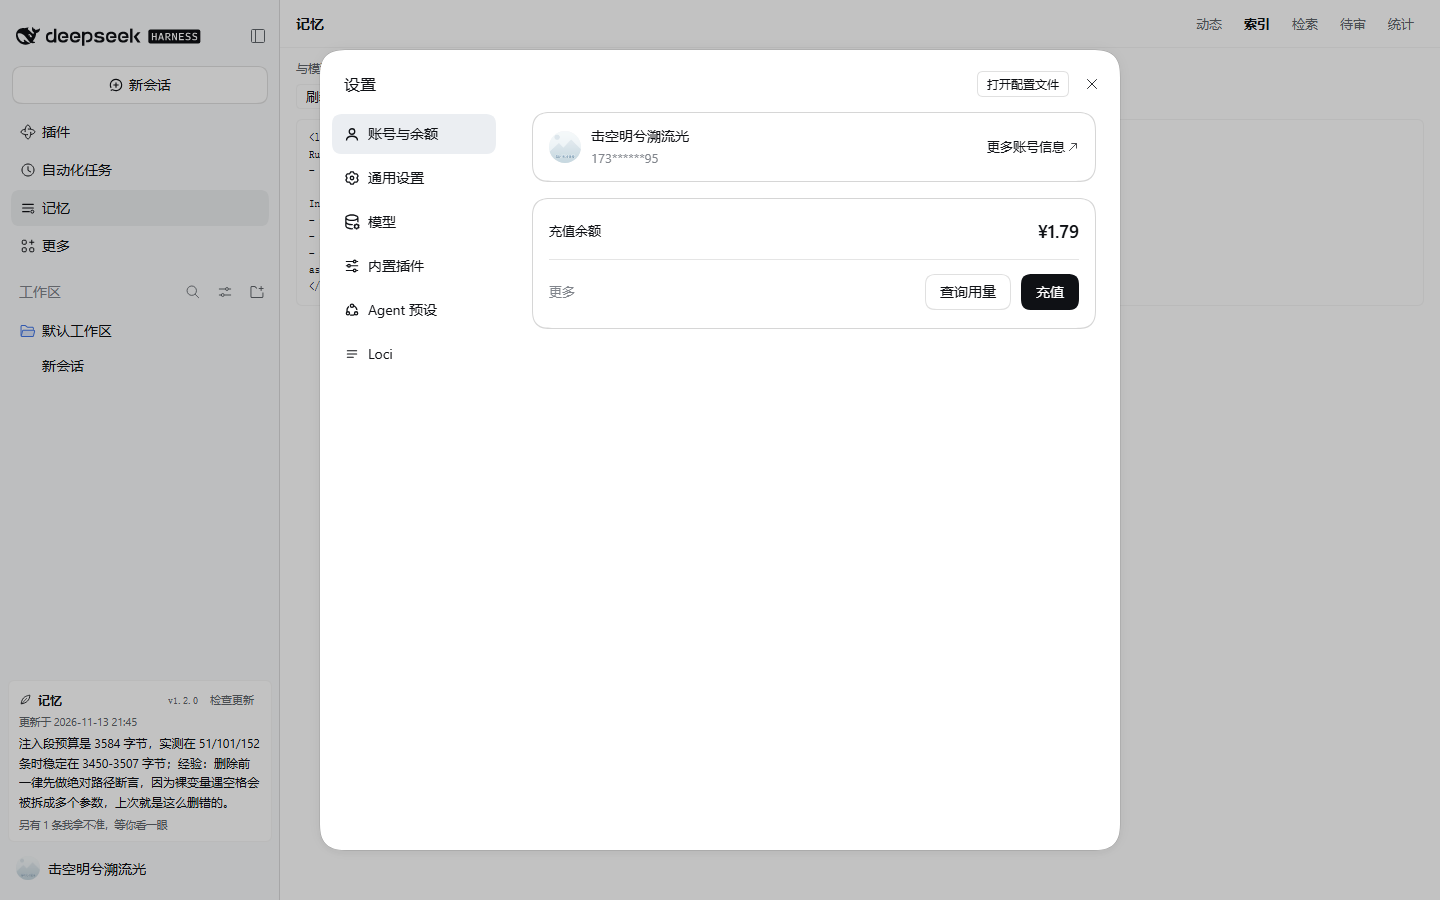 deepseek HARNESS
新会话
插件
自动化任务
记忆
更多
工作区
默认工作区
新会话
记忆 v1.2.0 检查更新
更新于 2026-11-13 21:45
注入段预算是 3584 字节，实测在 51/101/152
条时稳定在 3450-3507 字节；经验：删除前
一律先做绝对路径断言，因为裸变量遇空格会
被拆成多个参数，上次就是这么删错的。
另有 1 条我拿不准，等你看一眼
击空明兮溯流光
记忆
动态 索引 检索 待审 统计
与模
刷
<l
Ru
-
In
-
-
-
as
</
设置
打开配置文件
账号与余额
通用设置
模型
内置插件
Agent 预设
Loci
击空明兮溯流光
173******95
更多账号信息
充值余额
¥1.79
更多
查询用量
充值